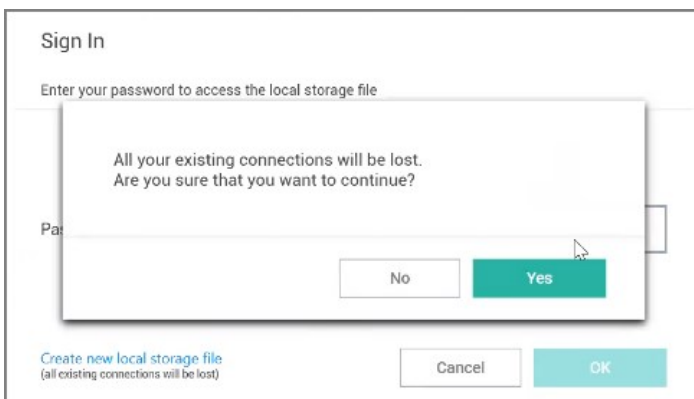 Sign In
Enter your password to access the local storage file
All your existing connections will be lost.
Are you sure that you want to continue?
No
Yes
Create new local storage file
(all existing connections will be lost)
Cancel
OK